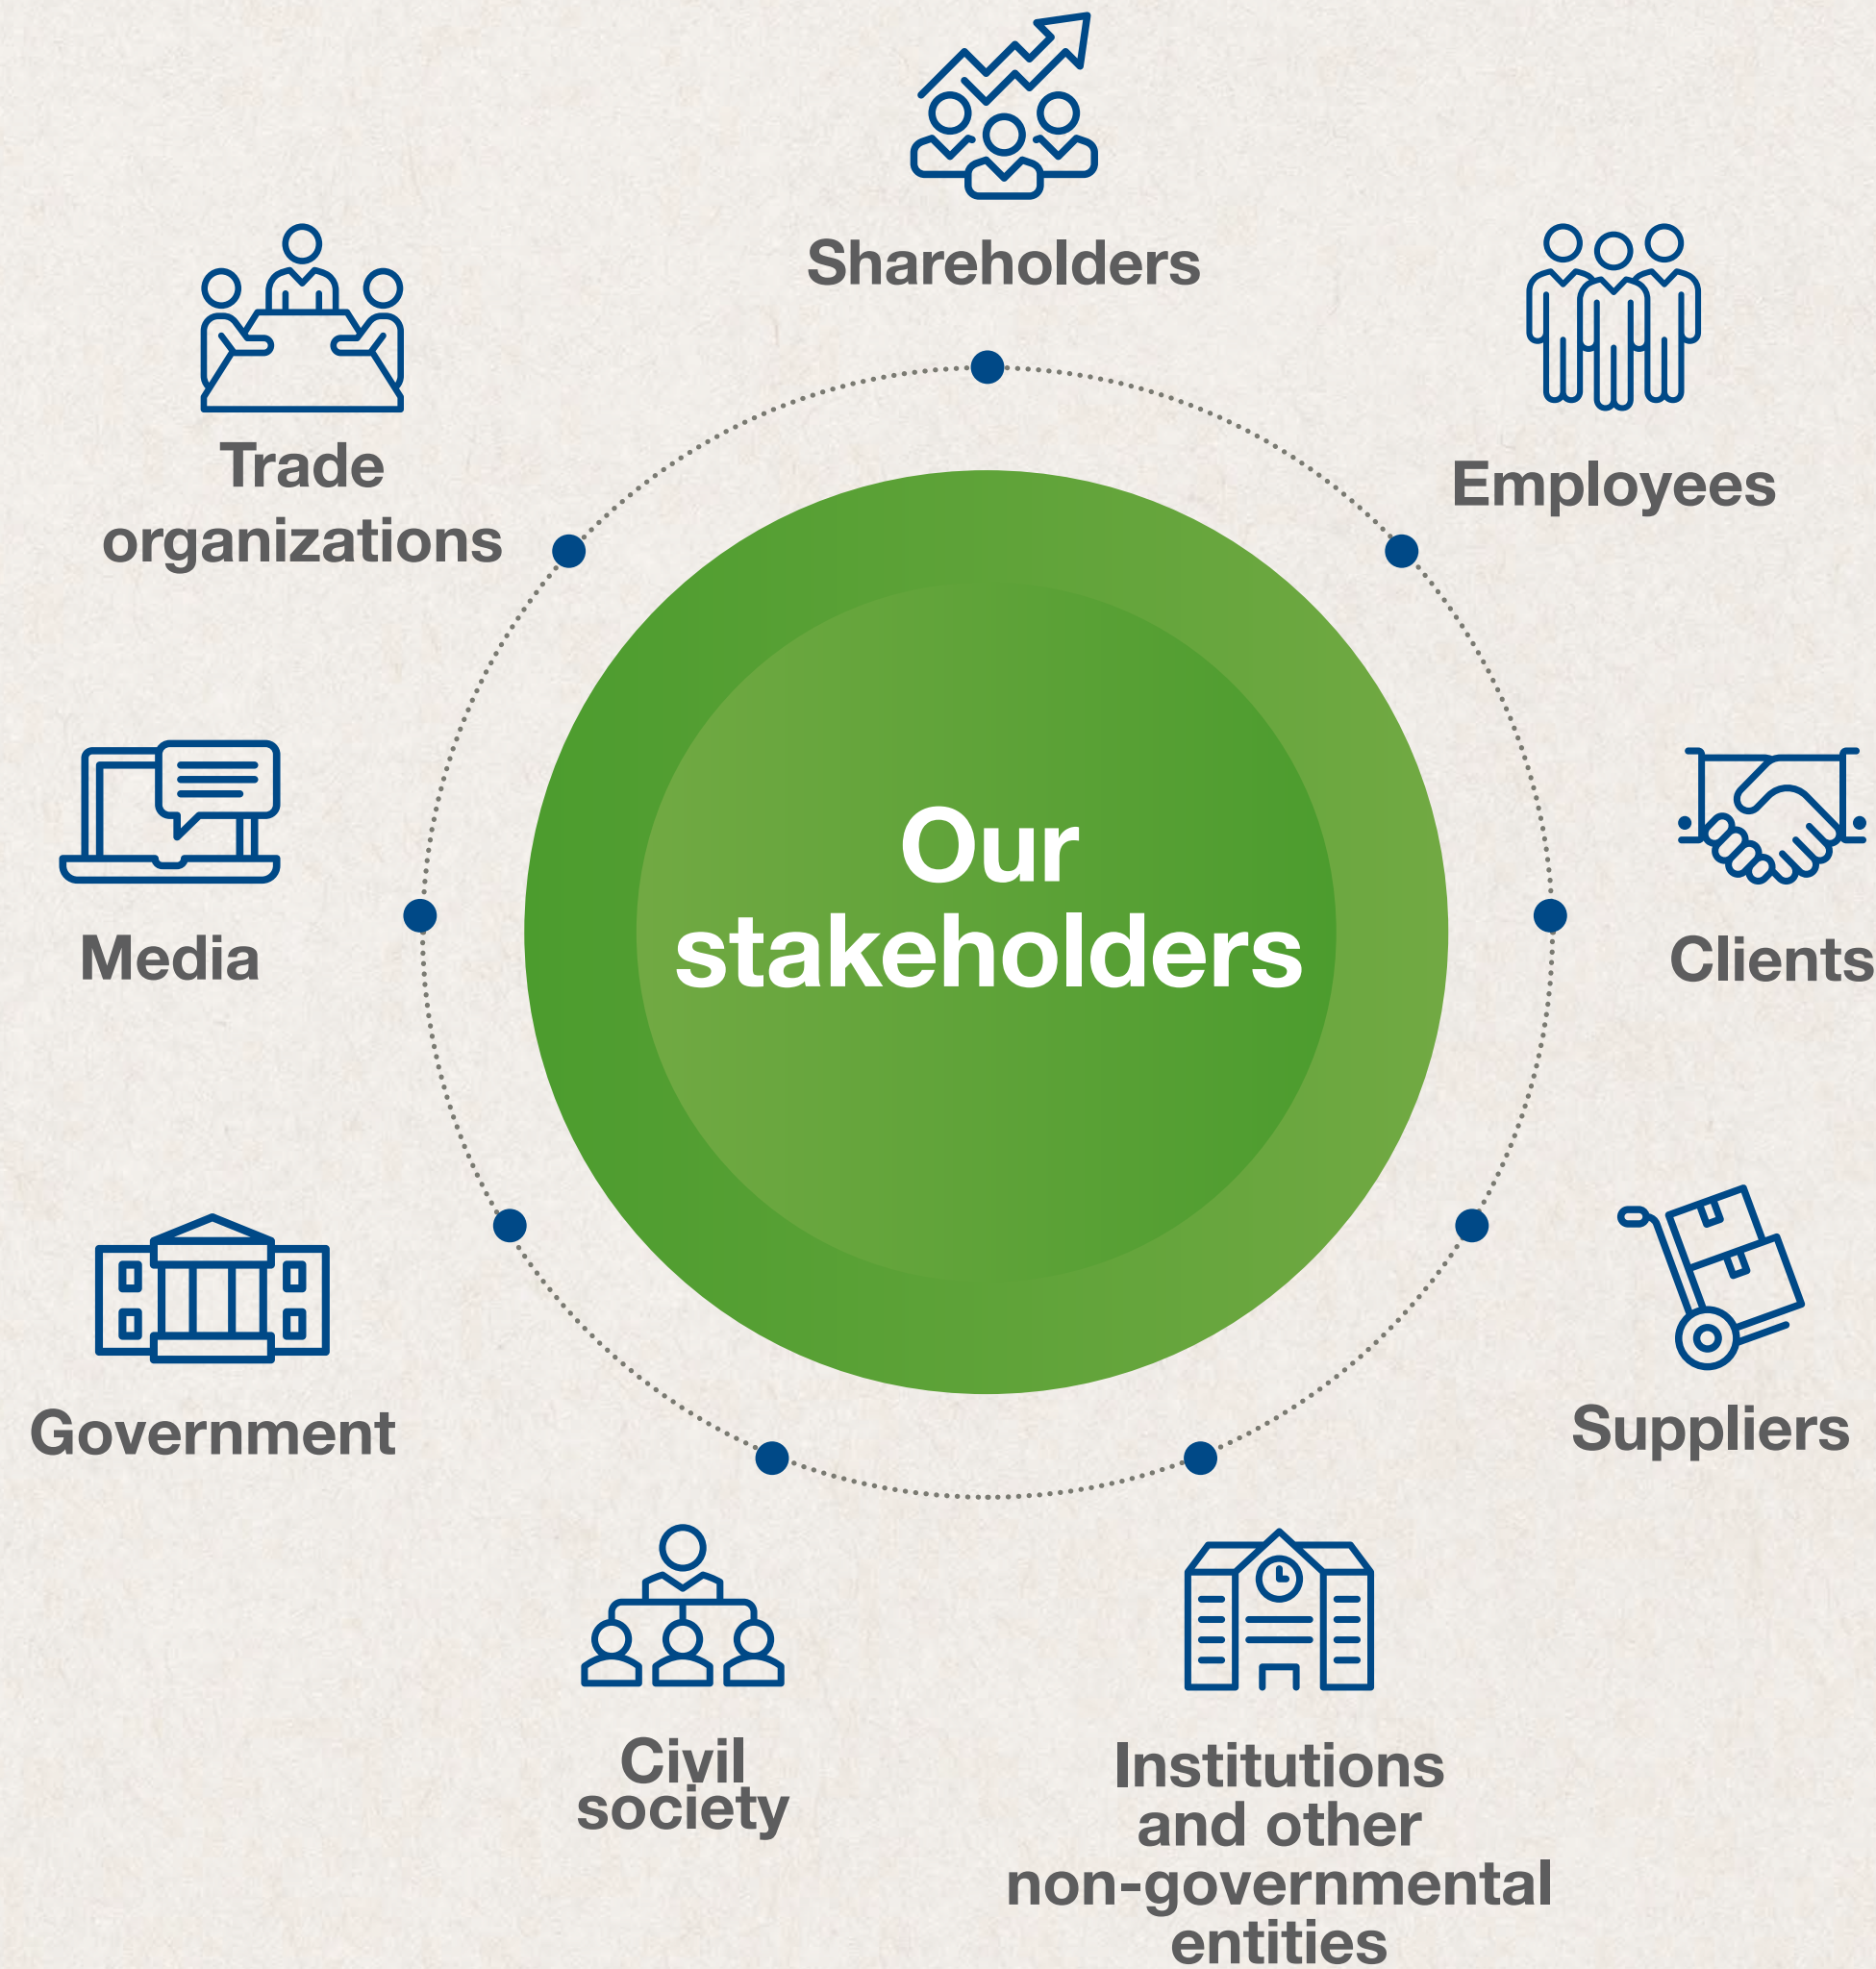 Shareholders
Employees
Clients
Suppliers
Institutions
and other
non-governmental
entities
Civil
society
Government
Media
Trade
organizations
Our
stakeholders